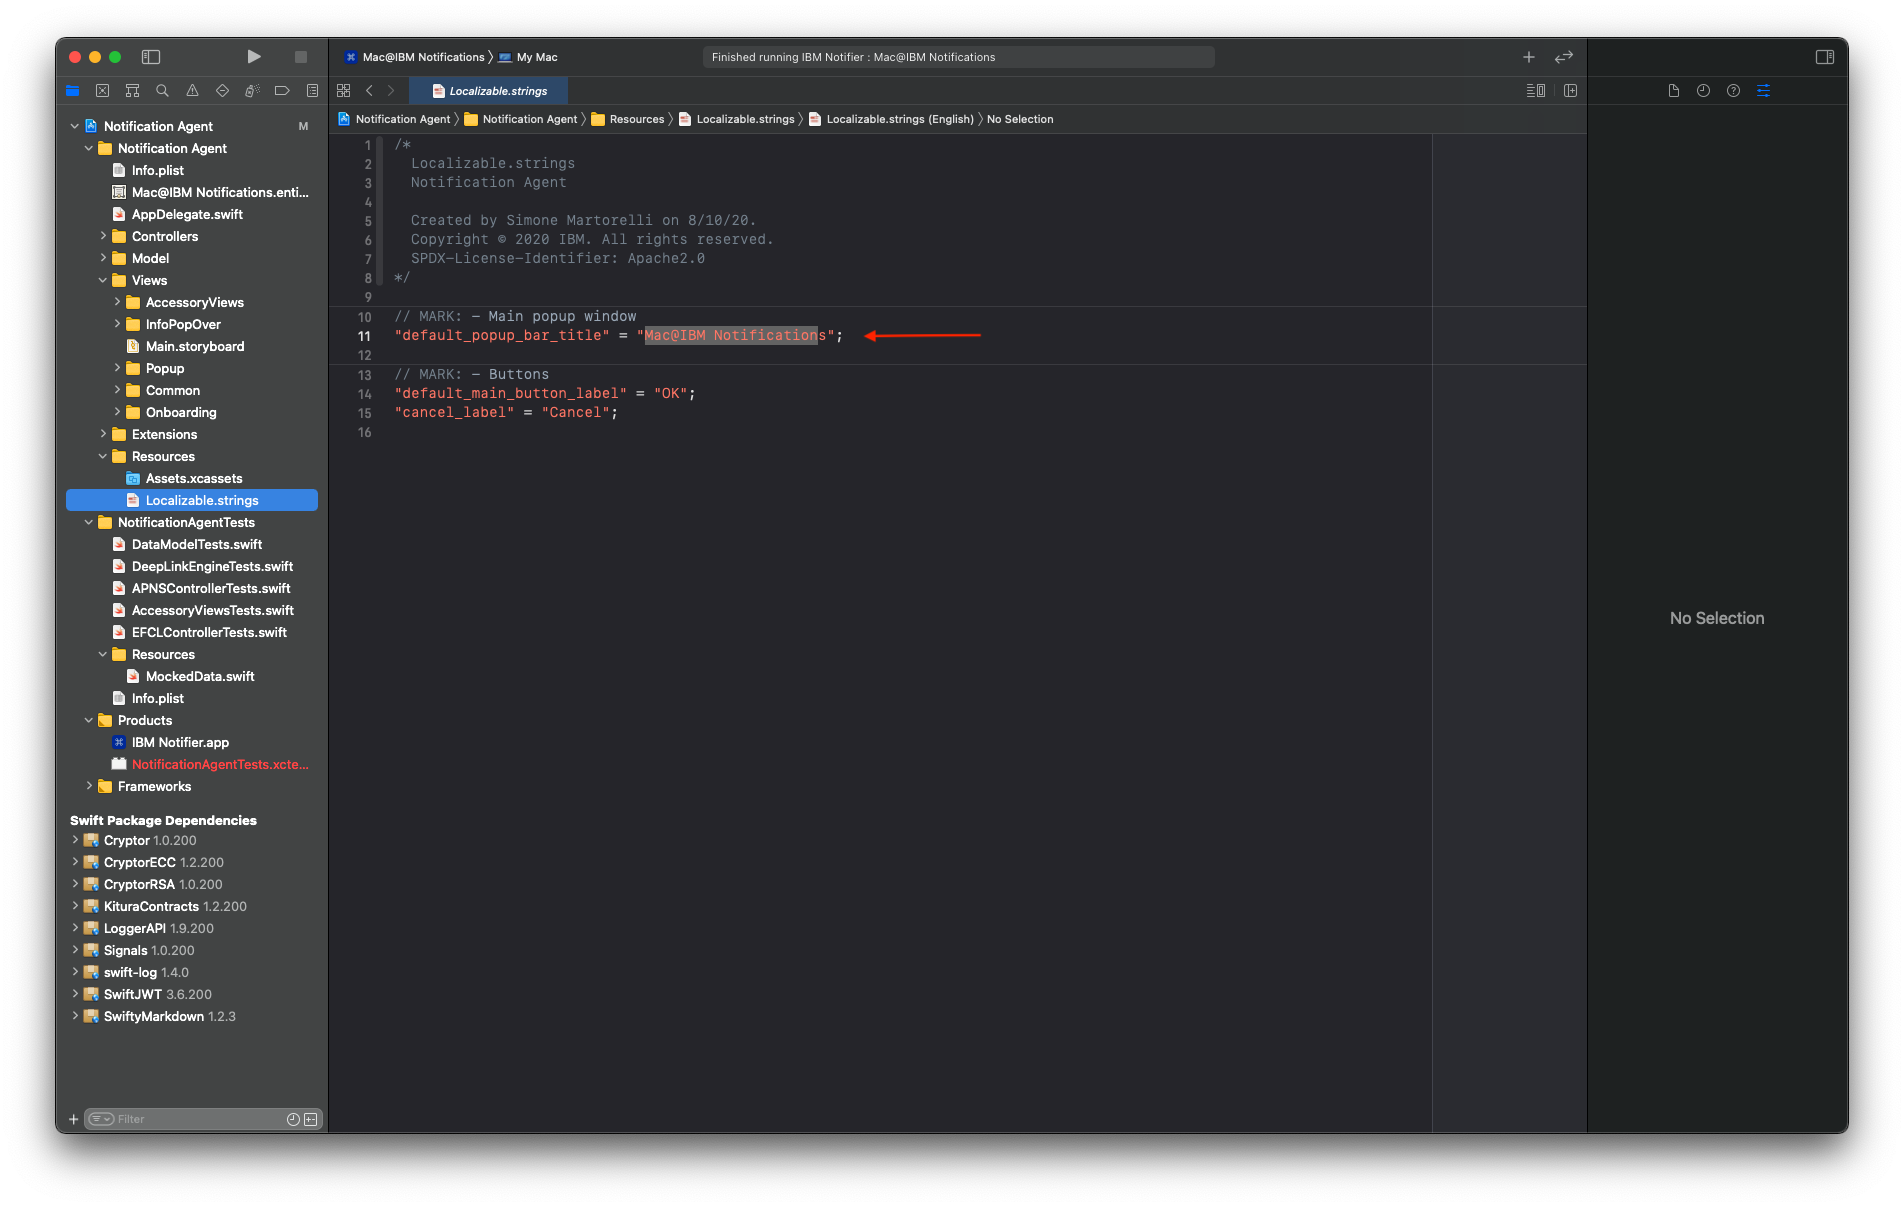 Mac@IBM Notifications 〉 My Mac
Finished running IBM Notifier : Mac@IBM Notifications
Localizable.strings
Notification Agent 〉 Notification Agent 〉 Resources 〉 Localizable.strings 〉 Localizable.strings (English) 〉 No Selection
Notification Agent M
Notification Agent
Info.plist
Mac@IBM Notifications.enti...
AppDelegate.swift
Controllers
Model
Views
AccessoryViews
InfoPopOver
Main.storyboard
Popup
Common
Onboarding
Extensions
Resources
Assets.xcassets
Localizable.strings
NotificationAgentTests
DataModelTests.swift
DeepLinkEngineTests.swift
APNSControllerTests.swift
AccessoryViewsTests.swift
EFCLControllerTests.swift
Resources
MockedData.swift
Info.plist
Products
IBM Notifier.app
NotificationAgentTests.xcte...
Frameworks
Swift Package Dependencies
Cryptor 1.0.200
CryptorECC 1.2.200
CryptorRSA 1.0.200
KituraContracts 1.2.200
LoggerAPI 1.9.200
Signals 1.0.200
swift-log 1.4.0
SwiftJWT 3.6.200
SwiftyMarkdown 1.2.3
Filter
1 /*
2 Localizable.strings
3 Notification Agent
4
5 Created by Simone Martorelli on 8/10/20.
6 Copyright © 2020 IBM. All rights reserved.
7 SPDX-License-Identifier: Apache2.0
8 */
9
10 // MARK: - Main popup window
11 "default_popup_bar_title" = "Mac@IBM Notifications";
12
13 // MARK: - Buttons
14 "default_main_button_label" = "OK";
15 "cancel_label" = "Cancel";
16
No Selection